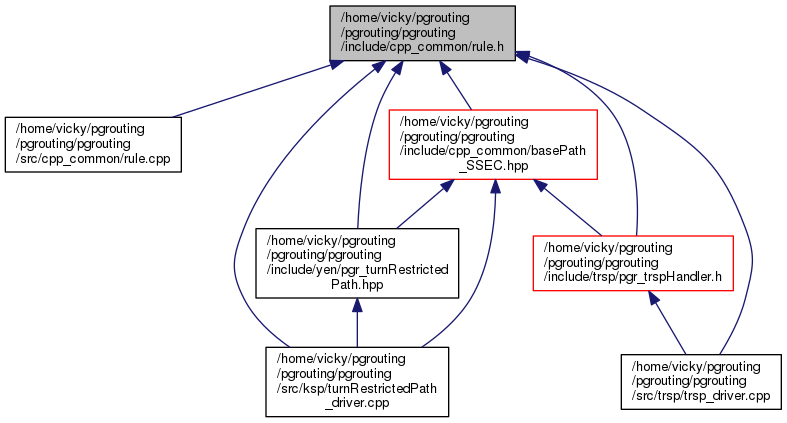 /home/vicky/pgrouting
/pgrouting/pgrouting
/include/cpp_common/rule.h
/home/vicky/pgrouting
/pgrouting/pgrouting
/src/cpp_common/rule.cpp
/home/vicky/pgrouting
/pgrouting/pgrouting
/include/cpp_common/basePath
_SSEC.hpp
/home/vicky/pgrouting
/pgrouting/pgrouting
/include/yen/pgr_turnRestricted
Path.hpp
/home/vicky/pgrouting
/pgrouting/pgrouting
/include/trsp/pgr_trspHandler.h
/home/vicky/pgrouting
/pgrouting/pgrouting
/src/ksp/turnRestrictedPath
_driver.cpp
/home/vicky/pgrouting
/pgrouting/pgrouting
/src/trsp/trsp_driver.cpp